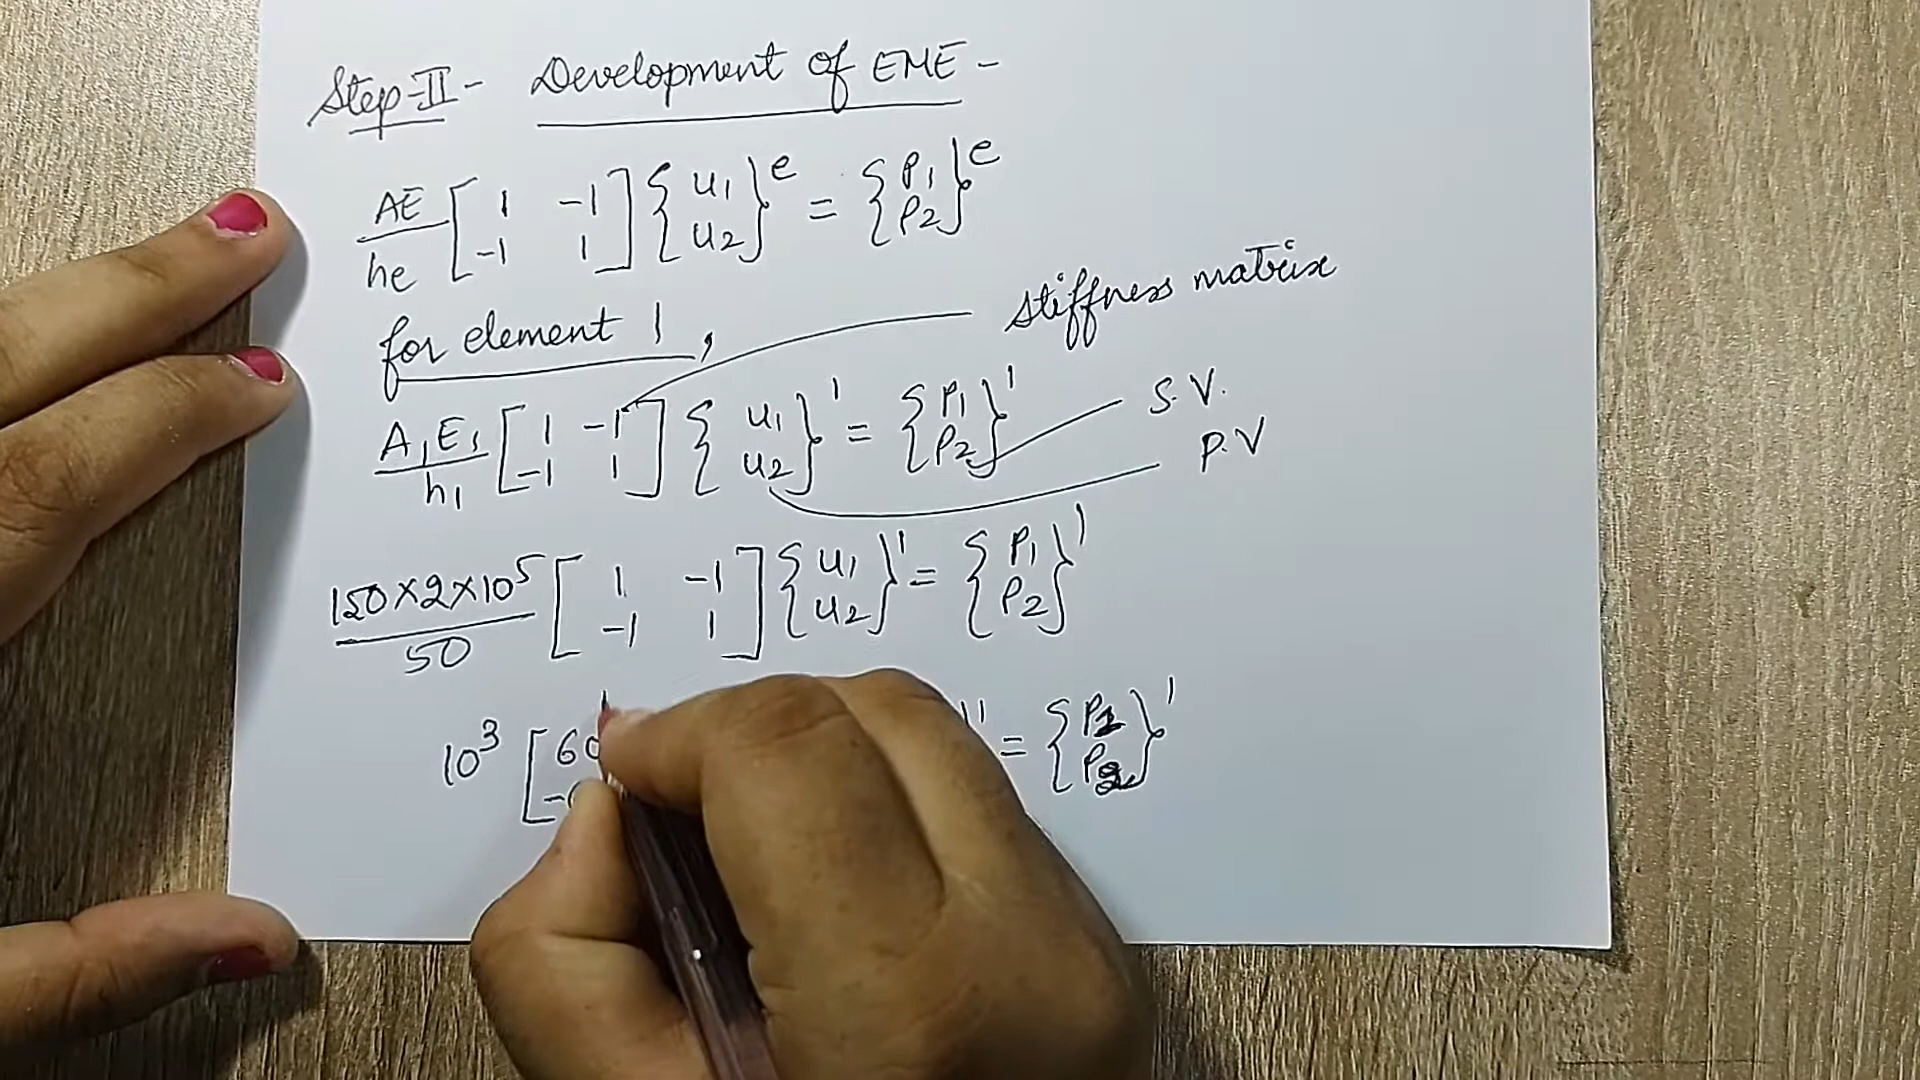 Step-II - Development of EME -
AE/he [1 -1; -1 1] {u1; u2}^e = {P1; P2}^e
for element 1, stiffness matrix
A1E1/h1 [1 -1; -1 1] {u1; u2}^1 = {P1; P2}^1 S.V.
P.V
150×2×10^5/50 [1 -1; -1 1] {u1; u2}^1 = {P1; P2}^1
10^3 [60 = {P1; P2}^1